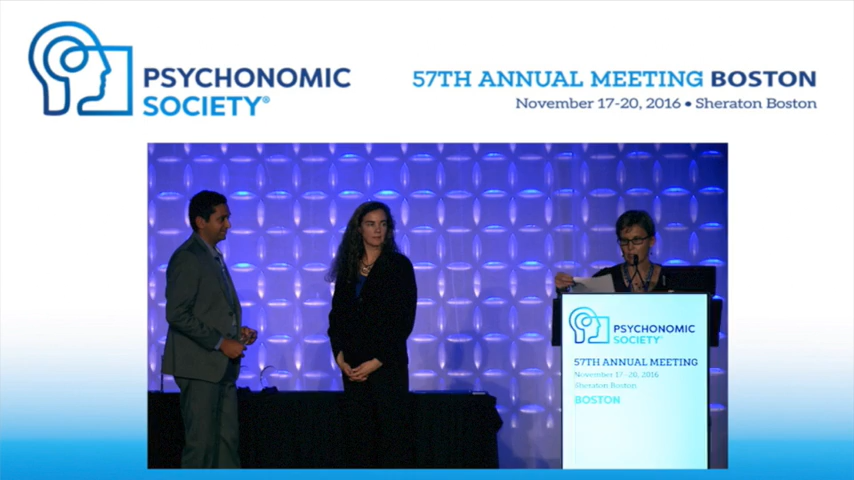 PSYCHONOMIC
SOCIETY®
57TH ANNUAL MEETING BOSTON
November 17-20, 2016 • Sheraton Boston
PSYCHONOMIC
SOCIETY
57TH ANNUAL MEETING
November 17-20, 2016
Sheraton Boston
BOSTON